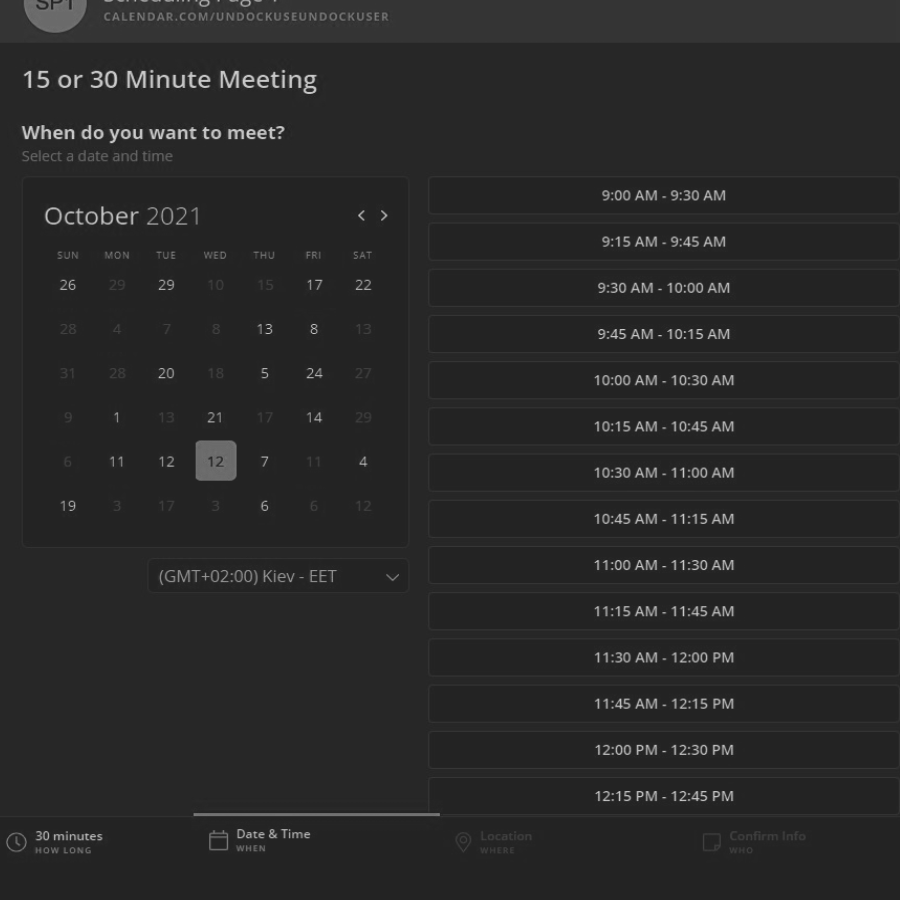 SPT
CALENDAR.COM/UNDOCKUSEUNDOCKUSER
15 or 30 Minute Meeting
When do you want to meet?
Select a date and time
October 2021
SUN MON TUE WED THU FRI SAT
26 29 29 10 15 17 22
28 4 7 8 13 8 13
31 28 20 18 5 24 27
9 1 13 21 17 14 29
6 11 12 12 7 11 4
19 3 17 3 6 6 12
(GMT+02:00) Kiev - EET
9:00 AM - 9:30 AM
9:15 AM - 9:45 AM
9:30 AM - 10:00 AM
9:45 AM - 10:15 AM
10:00 AM - 10:30 AM
10:15 AM - 10:45 AM
10:30 AM - 11:00 AM
10:45 AM - 11:15 AM
11:00 AM - 11:30 AM
11:15 AM - 11:45 AM
11:30 AM - 12:00 PM
11:45 AM - 12:15 PM
12:00 PM - 12:30 PM
12:15 PM - 12:45 PM
30 minutes
HOW LONG
Date & Time
WHEN
Location
WHERE
Confirm Info
WHO